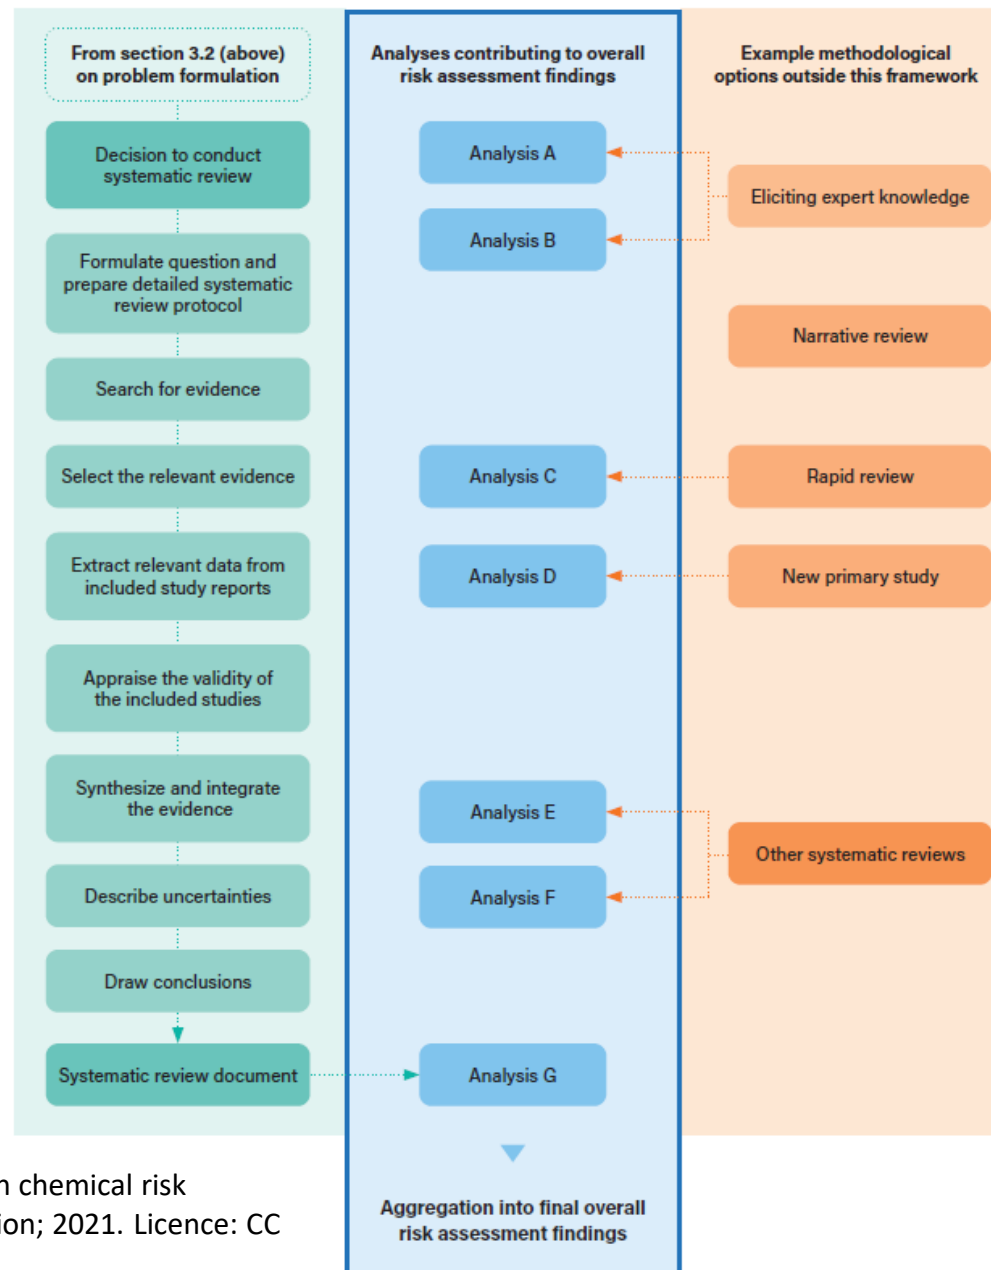 From section 3.2 (above)
on problem formulation
Decision to conduct
systematic review
Formulate question and
prepare detailed systematic
review protocol
Search for evidence
Select the relevant evidence
Extract relevant data from
included study reports
Appraise the validity of
the included studies
Synthesize and integrate
the evidence
Describe uncertainties
Draw conclusions
Systematic review document
Analyses contributing to overall
risk assessment findings
Analysis A
Analysis B
Analysis C
Analysis D
Analysis E
Analysis F
Analysis G
Aggregation into final overall
risk assessment findings
Example methodological
options outside this framework
Eliciting expert knowledge
Narrative review
Rapid review
New primary study
Other systematic reviews
chemical risk
ion; 2021. Licence: CC